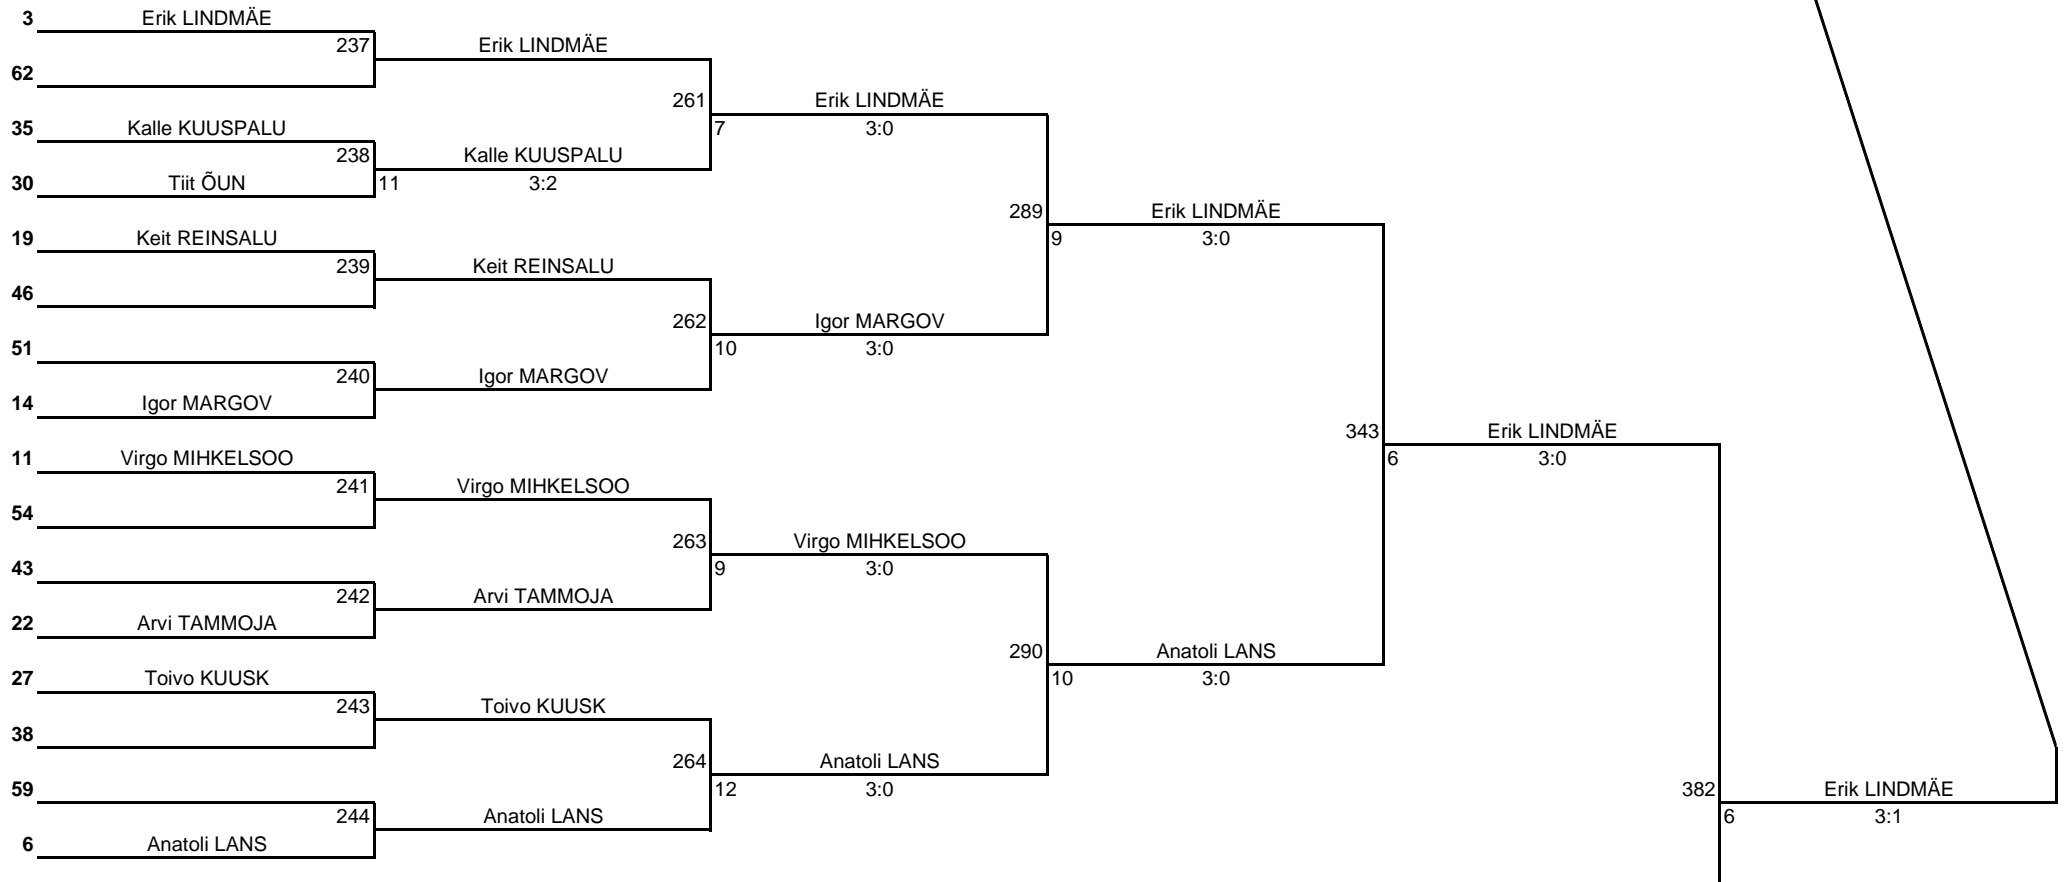 3 Erik LINDMÄE
237 Erik LINDMÄE
62
261 Erik LINDMÄE
35 Kalle KUUSPALU
7 3:0
238 Kalle KUUSPALU
30 Tiit ÕUN
11 3:2
289 Erik LINDMÄE
19 Keit REINSALU
9 3:0
239 Keit REINSALU
46
262 Igor MARGOV
51
10 3:0
240 Igor MARGOV
14 Igor MARGOV
343 Erik LINDMÄE
11 Virgo MIHKELSOO
6 3:0
241 Virgo MIHKELSOO
54
263 Virgo MIHKELSOO
43
9 3:0
242 Arvi TAMMOJA
22 Arvi TAMMOJA
290 Anatoli LANS
27 Toivo KUUSK
10 3:0
243 Toivo KUUSK
38
264 Anatoli LANS
59
12 3:0
382 Erik LINDMÄE
244 Anatoli LANS
6 3:1
6 Anatoli LANS